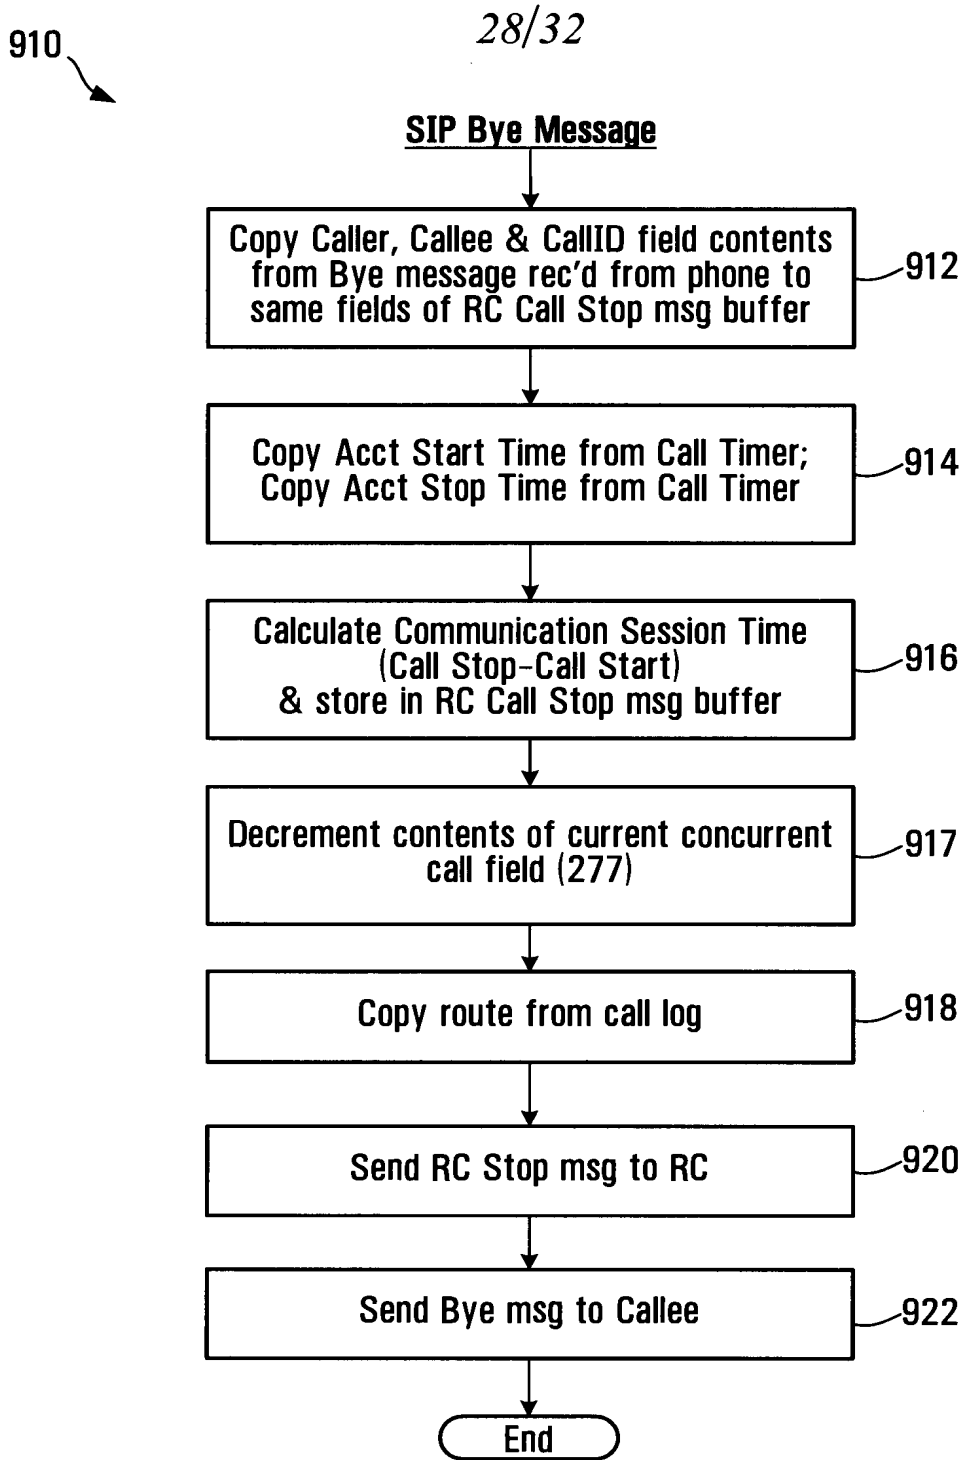 28/32
910
SIP Bye Message
Copy Caller, Callee & CallID field contents
from Bye message rec'd from phone to
same fields of RC Call Stop msg buffer
912
Copy Acct Start Time from Call Timer;
Copy Acct Stop Time from Call Timer
914
Calculate Communication Session Time
(Call Stop-Call Start)
& store in RC Call Stop msg buffer
916
Decrement contents of current concurrent
call field (277)
917
Copy route from call log
918
Send RC Stop msg to RC
920
Send Bye msg to Callee
922
End